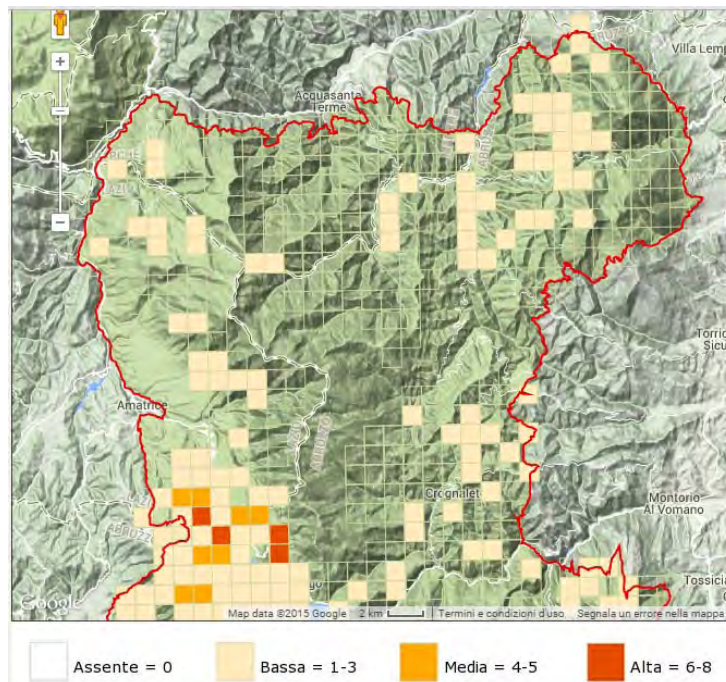 Villa Lemp
Acquasanta
Terme
Amatrice
Torric
Sicu
Crognalet
Montorio
Al Vomano
ABRUZZO
Tossicia
Google
Map data ©2015 Google
2 km
Termini e condizioni d'uso
Segnala un errore nella mappa
Assente = 0
Bassa = 1-3
Media = 4-5
Alta = 6-8